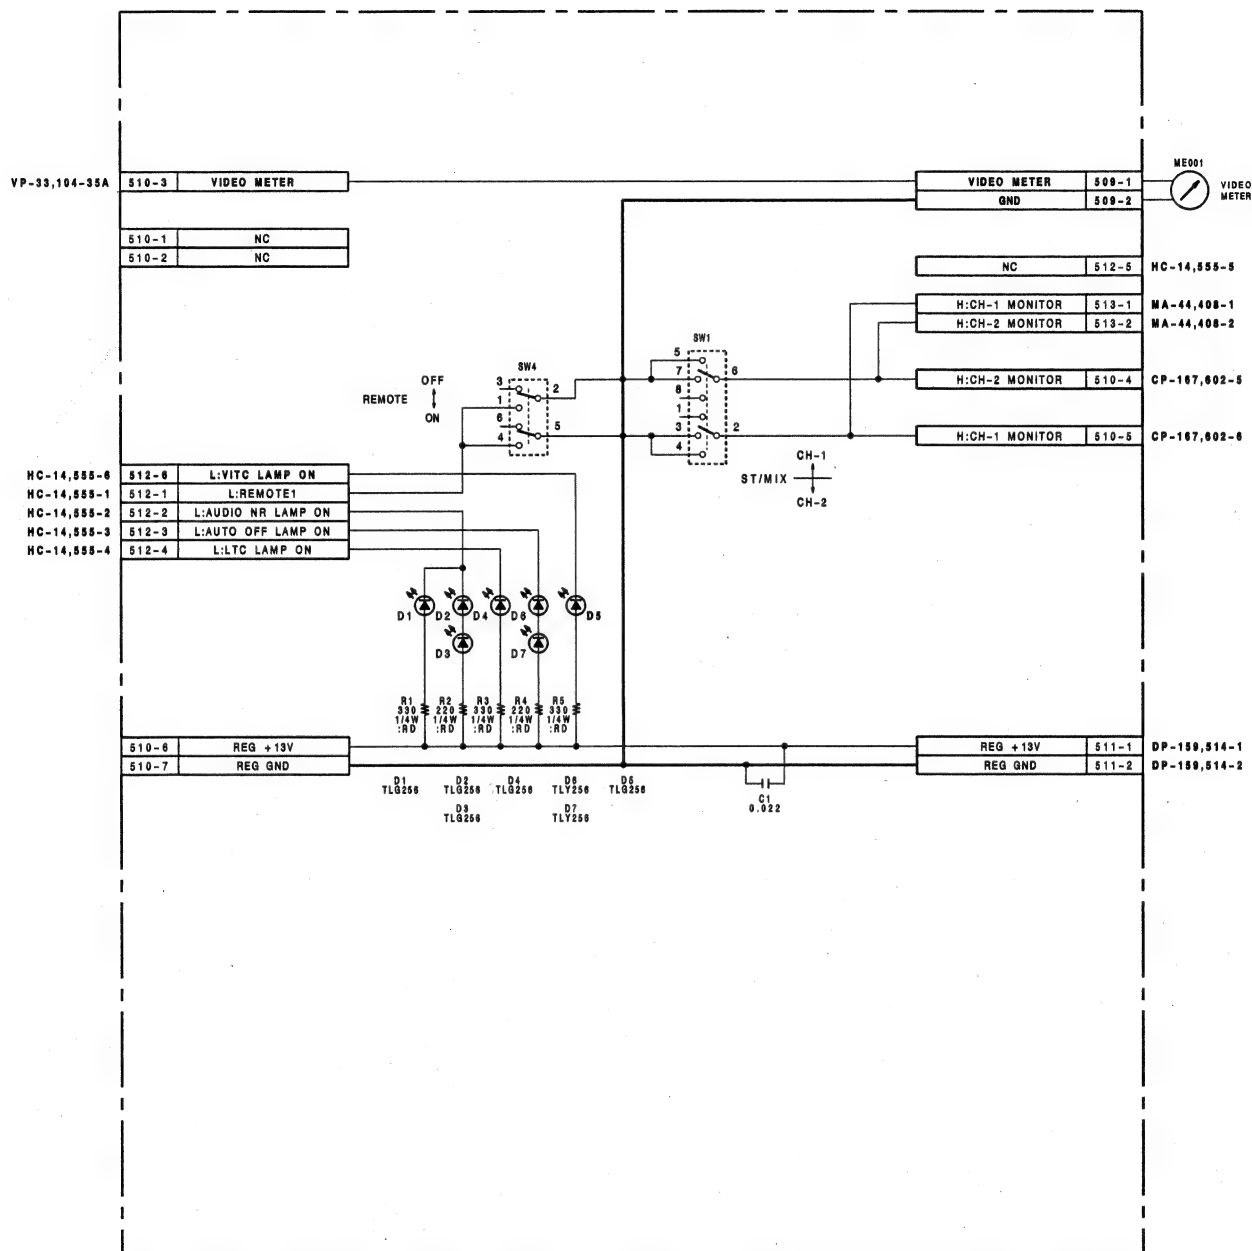 ME001
VP-33,104-35A 510-3 VIDEO METER
VIDEO METER 509-1
GND 509-2
VIDEO METER
510-1 NC
510-2 NC
NC 512-5 HC-14,555-5
H:CH-1 MONITOR 513-1 MA-44,408-1
H:CH-2 MONITOR 513-2 MA-44,408-2
SW1
5
7
6
8
1
3
2
4
SW4
3
2
1
6
5
4
OFF
REMOTE
ON
H:CH-2 MONITOR 510-4 CP-167,602-5
H:CH-1 MONITOR 510-5 CP-167,602-6
CH-1
ST/MIX
CH-2
HC-14,555-6 512-6 L:VITC LAMP ON
HC-14,555-1 512-1 L:REMOTE1
HC-14,555-2 512-2 L:AUDIO NR LAMP ON
HC-14,555-3 512-3 L:AUTO OFF LAMP ON
HC-14,555-4 512-4 L:LTC LAMP ON
D1 D2 D4 D6 D5
D3 D7
R1 330 1/4W :RD
R2 220 1/4W :RD
R3 330 1/4W :RD
R4 220 1/4W :RD
R5 330 1/4W :RD
510-6 REG +13V
510-7 REG GND
REG +13V 511-1 DP-159,514-1
REG GND 511-2 DP-159,514-2
D1 TLG256
D2 TLG256
D4 TLG256
D6 TLY256
D5 TLG256
D3 TLG256
D7 TLY256
C1
0.022